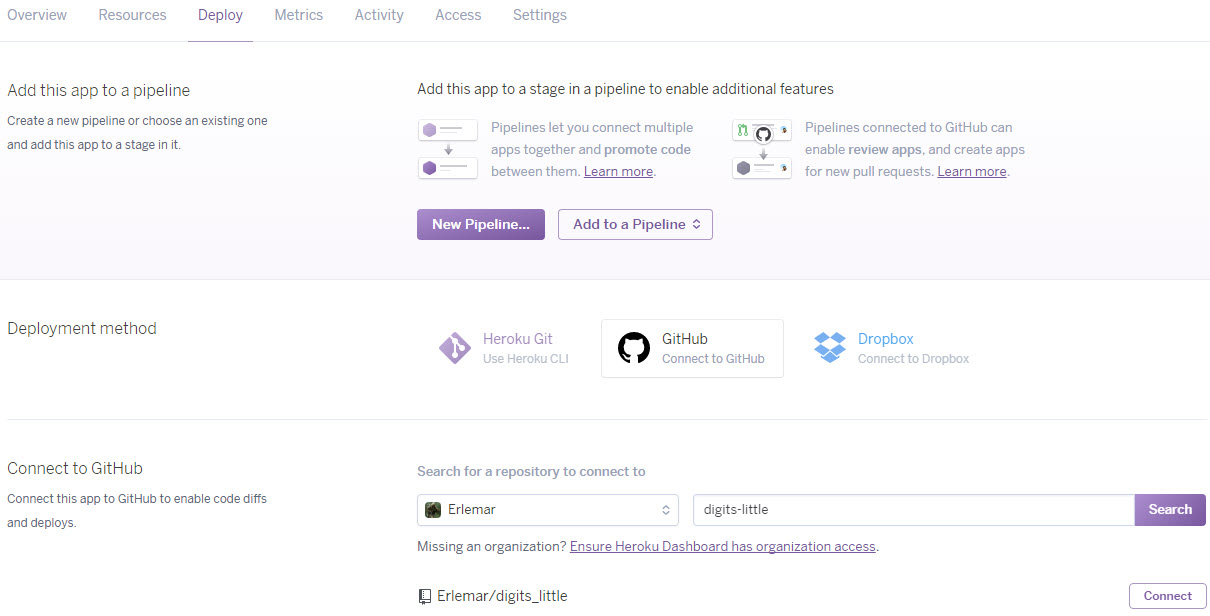 Overview Resources Deploy Metrics Activity Access Settings
Add this app to a pipeline
Create a new pipeline or choose an existing one
and add this app to a stage in it.
Add this app to a stage in a pipeline to enable additional features
Pipelines let you connect multiple
apps together and promote code
between them. Learn more.
Pipelines connected to GitHub can
enable review apps, and create apps
for new pull requests. Learn more.
New Pipeline... Add to a Pipeline
Deployment method
Heroku Git
Use Heroku CLI
GitHub
Connect to GitHub
Dropbox
Connect to Dropbox
Connect to GitHub
Connect this app to GitHub to enable code diffs
and deploys.
Search for a repository to connect to
Erlemar digits-little Search
Missing an organization? Ensure Heroku Dashboard has organization access.
Erlemar/digits_little Connect